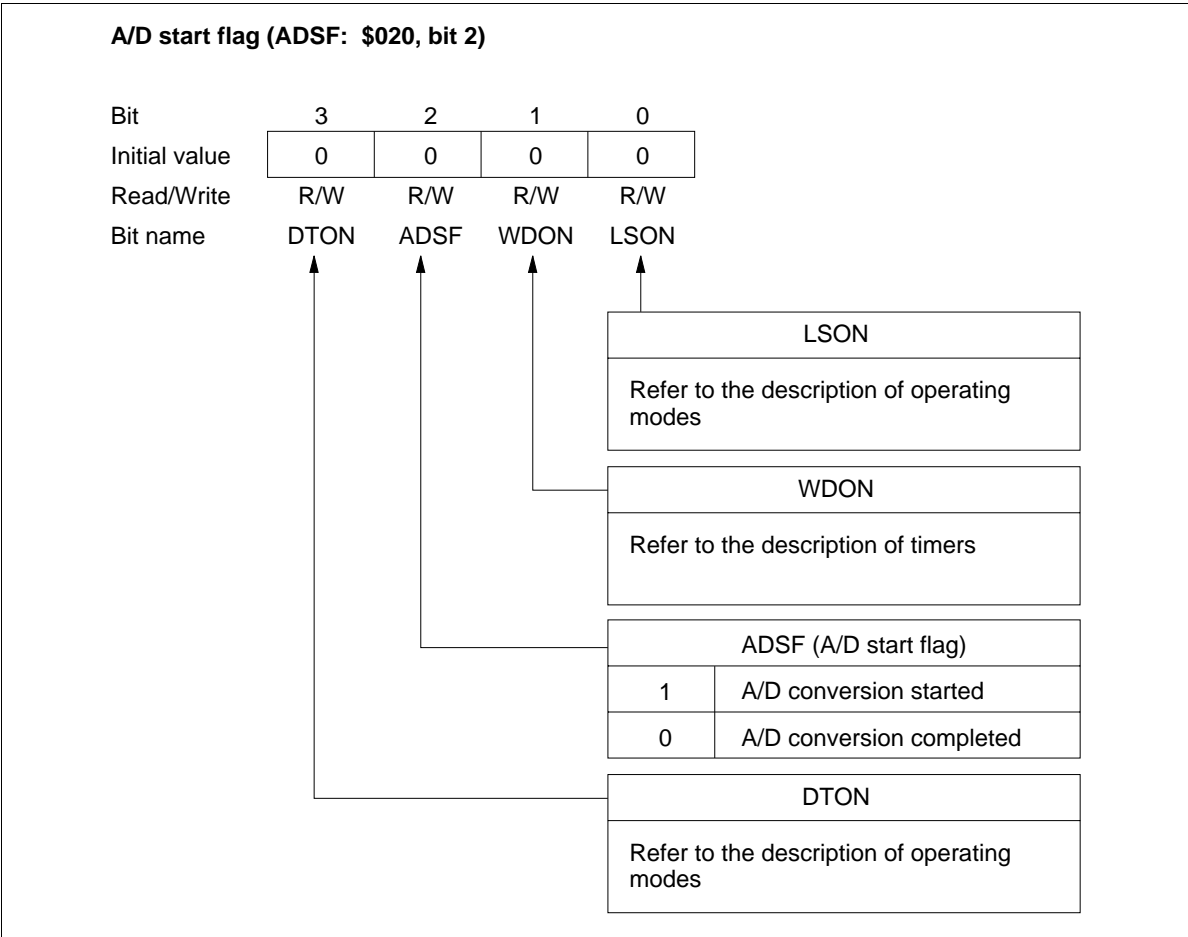 A/D start flag (ADSF: $020, bit 2)
Bit 3 2 1 0
Initial value 0 0 0 0
Read/Write R/W R/W R/W R/W
Bit name DTON ADSF WDON LSON
LSON
Refer to the description of operating
modes
WDON
Refer to the description of timers
ADSF (A/D start flag)
1 A/D conversion started
0 A/D conversion completed
DTON
Refer to the description of operating
modes